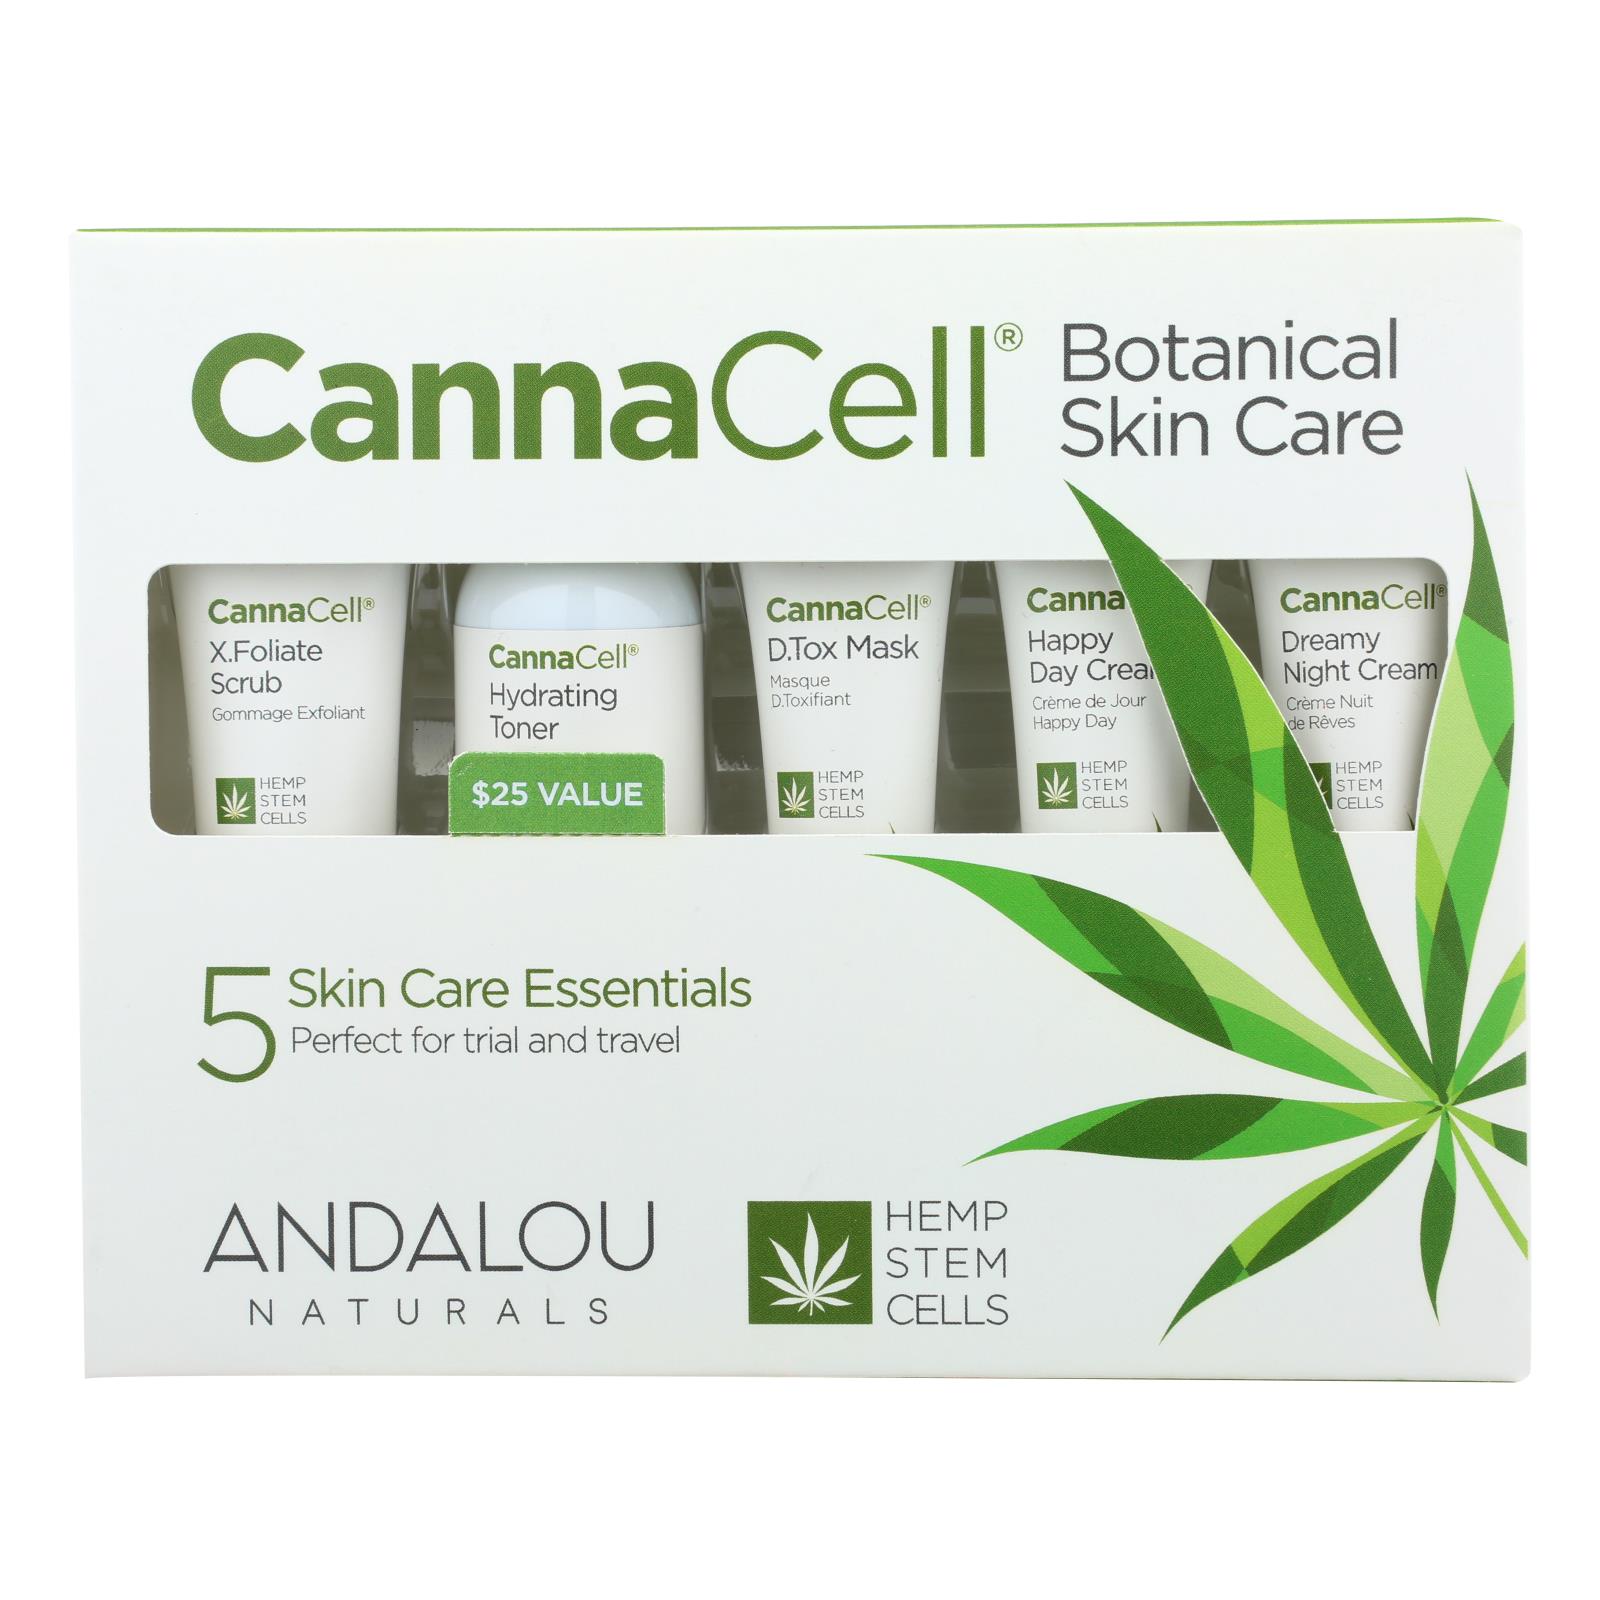 CannaCell®
Botanical
Skin Care
CannaCell®
X.Foliate
Scrub
Gommage Exfoliant
HEMP
STEM
CELLS
CannaCell®
Hydrating
Toner
$25 VALUE
CannaCell®
D.Tox Mask
Masque
D.Toxifiant
HEMP
STEM
CELLS
Canna
Happy
Day Crea
Crème de Jour
Happy Day
HEMP
STEM
CELLS
CannaCell®
Dreamy
Night Cream
Crème Nuit
de Rêves
HEMP
STEM
CELLS
5 Skin Care Essentials
Perfect for trial and travel
ANDALOU
NATURALS
HEMP
STEM
CELLS